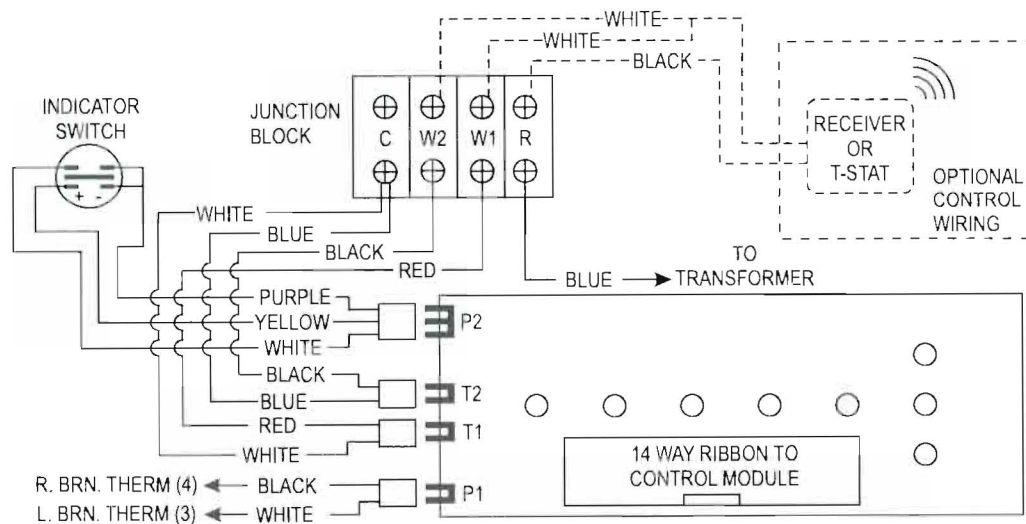 WHITE
WHITE
BLACK
INDICATOR
SWITCH
JUNCTION
BLOCK
C W2 W1 R
RECEIVER
OR
T-STAT
OPTIONAL
CONTROL
WIRING
+ -
WHITE
BLUE
BLACK
RED
BLUE
TO
TRANSFORMER
PURPLE
YELLOW
WHITE
P2
BLACK
BLUE
T2
RED
WHITE
T1
14 WAY RIBBON TO
CONTROL MODULE
R. BRN. THERM (4) BLACK
L. BRN. THERM (3) WHITE
P1